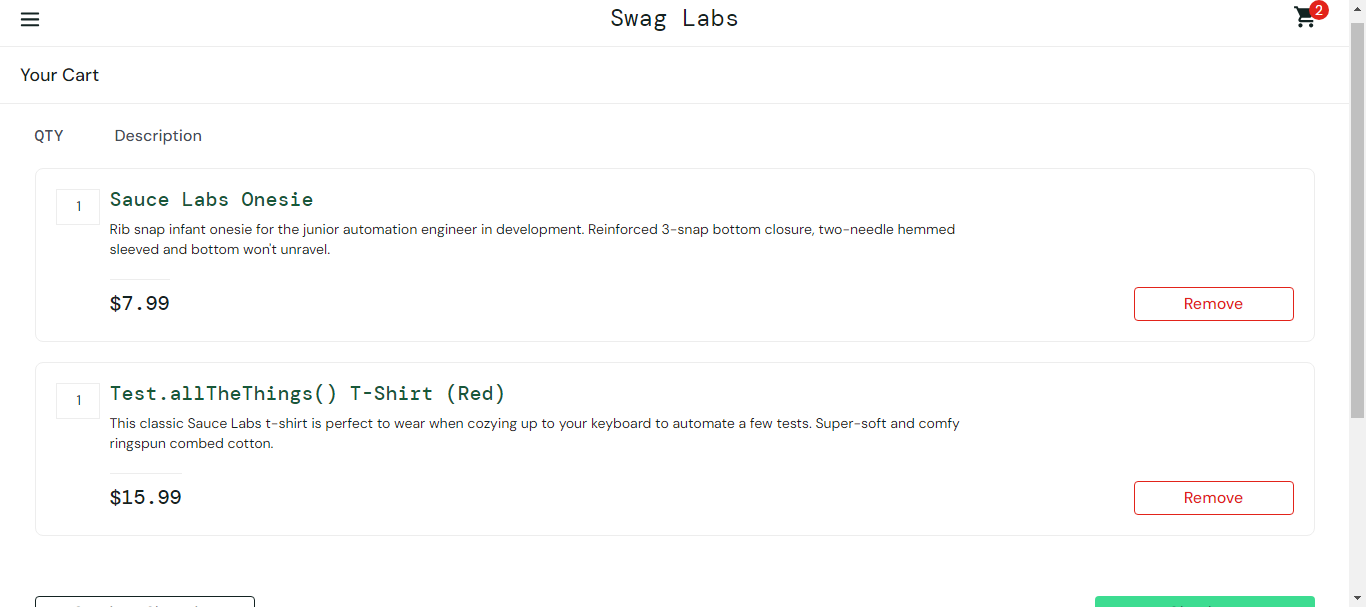 Swag Labs
2
Your Cart
QTY Description
1
Sauce Labs Onesie
Rib snap infant onesie for the junior automation engineer in development. Reinforced 3-snap bottom closure, two-needle hemmed
sleeved and bottom won't unravel.
$7.99
Remove
1
Test.allTheThings() T-Shirt (Red)
This classic Sauce Labs t-shirt is perfect to wear when cozying up to your keyboard to automate a few tests. Super-soft and comfy
ringspun combed cotton.
$15.99
Remove